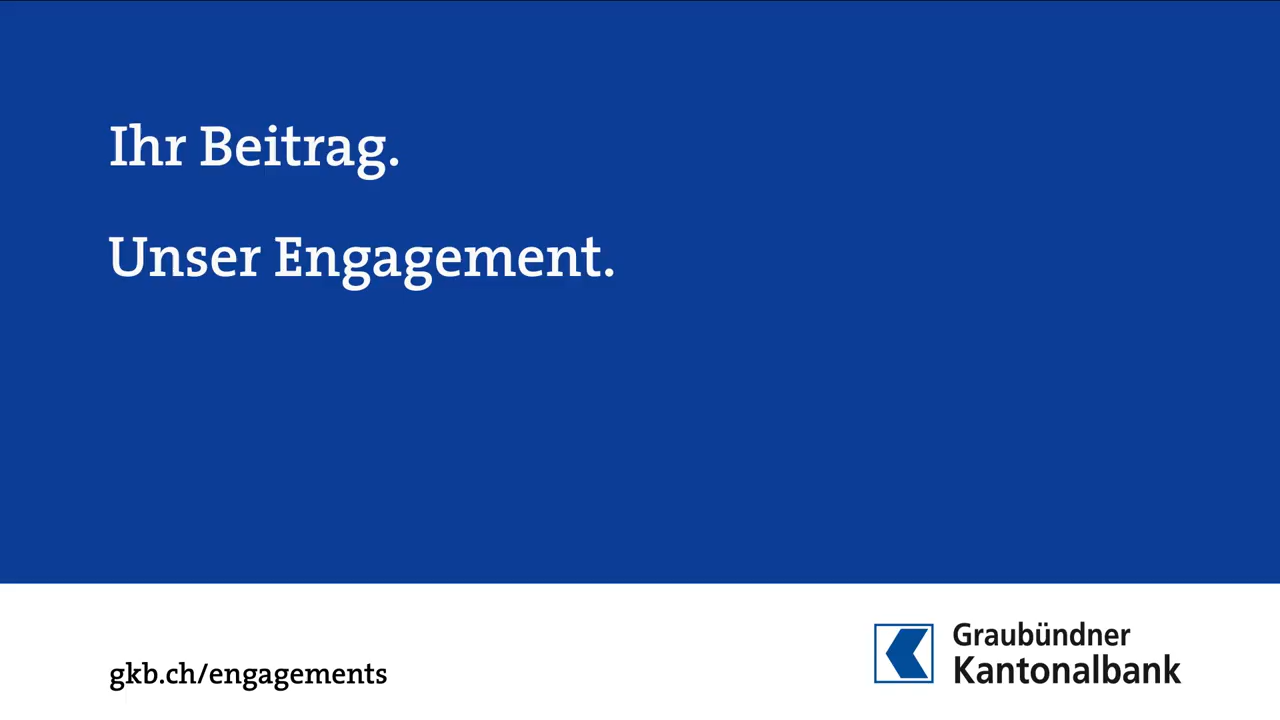 Ihr Beitrag.
Unser Engagement.
gkb.ch/engagements
Graubündner
Kantonalbank